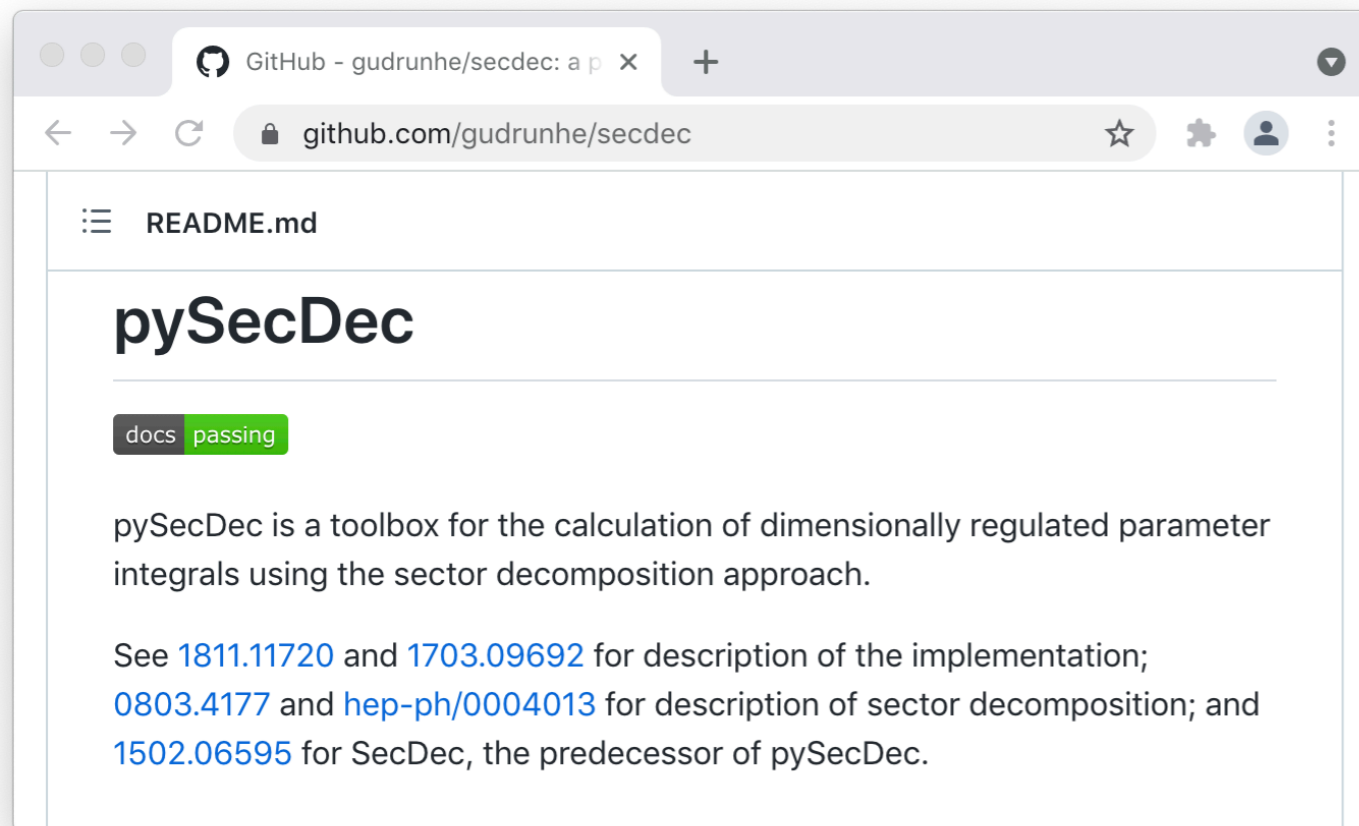 GitHub - gudrunhe/secdec: a p
github.com/gudrunhe/secdec
README.md
pySecDec
docs passing
pySecDec is a toolbox for the calculation of dimensionally regulated parameter
integrals using the sector decomposition approach.
See 1811.11720 and 1703.09692 for description of the implementation;
0803.4177 and hep-ph/0004013 for description of sector decomposition; and
1502.06595 for SecDec, the predecessor of pySecDec.